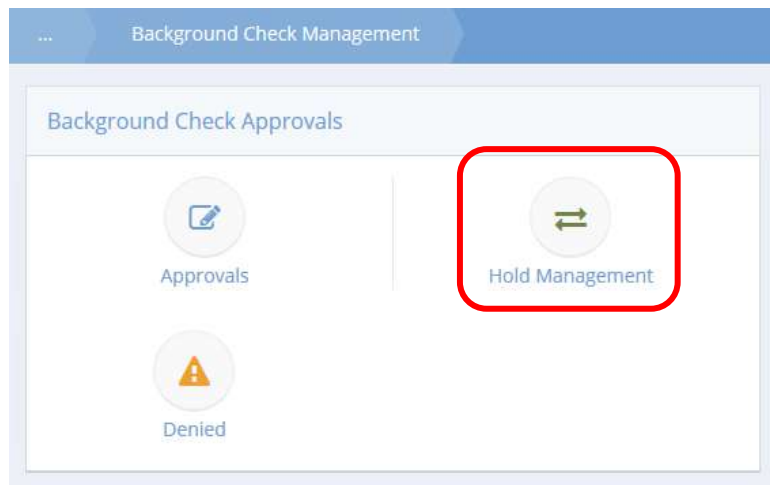 ... Background Check Management
Background Check Approvals
Approvals
Hold Management
Denied